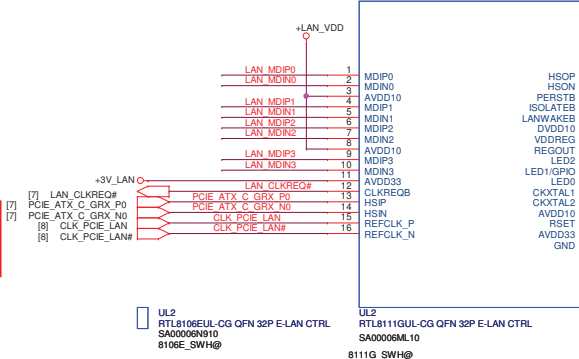 +LAN_VDD
LAN_MDIP0 1 MDIP0 HSOP
LAN_MDIN0 2 MDIN0 HSON
3 AVDD10 PERSTB
LAN_MDIP1 4 MDIP1 ISOLATEB
LAN_MDIN1 5 MDIN1 LANWAKEB
LAN_MDIP2 6 MDIP2 DVDD10
LAN_MDIN2 7 MDIN2 VDDREG
8 AVDD10 REGOUT
LAN_MDIP3 9 MDIP3 LED2
LAN_MDIN3 10 MDIN3 LED1/GPIO
+3V_LAN 11 AVDD33 LED0
[7] LAN_CLKREQ# LAN_CLKREQ# 12 CLKREQB CKXTAL1
[7] PCIE_ATX_C_GRX_P0 PCIE_ATX_C_GRX_P0 13 HSIP CKXTAL2
[7] PCIE_ATX_C_GRX_N0 PCIE_ATX_C_GRX_N0 14 HSIN AVDD10
[8] CLK_PCIE_LAN CLK_PCIE_LAN 15 REFCLK_P RSET
[8] CLK_PCIE_LAN# CLK_PCIE_LAN# 16 REFCLK_N AVDD33
GND
UL2
RTL8106EUL-CG QFN 32P E-LAN CTRL
SA00006N910
8106E_SWH@
UL2
RTL8111GUL-CG QFN 32P E-LAN CTRL
SA00006ML10
8111G_SWH@